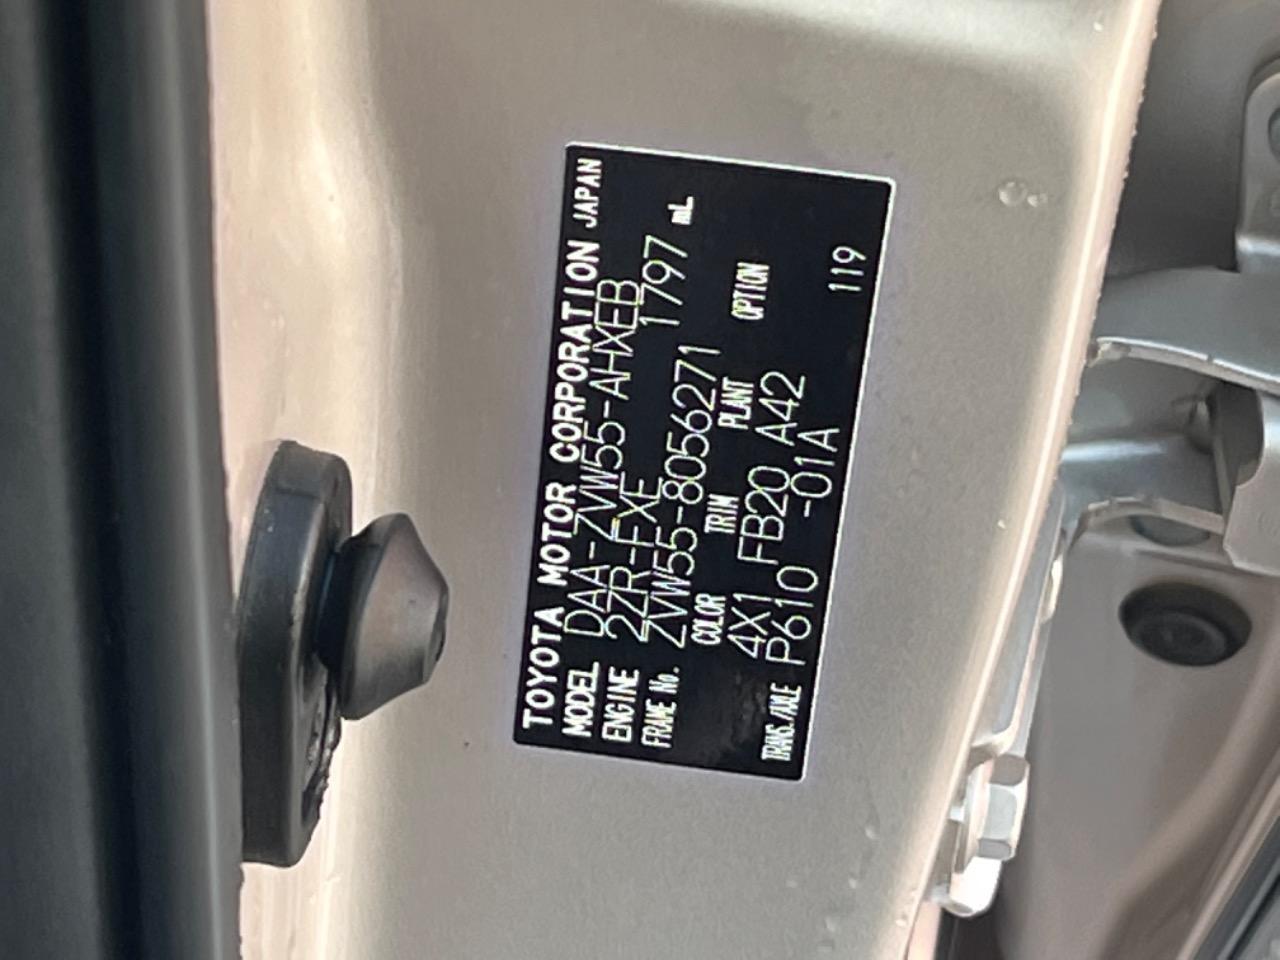 TOYOTA MOTOR CORPORATION JAPAN
MODEL DAA-ZVW55-AHXEB
ENGINE 2ZR-FXE 1797 mL
FRAME No. ZVW55-8056271
COLOR TRIM PLANT OPTION
4X1 FB20 A42
TRANS./AXLE P610 -01A 119